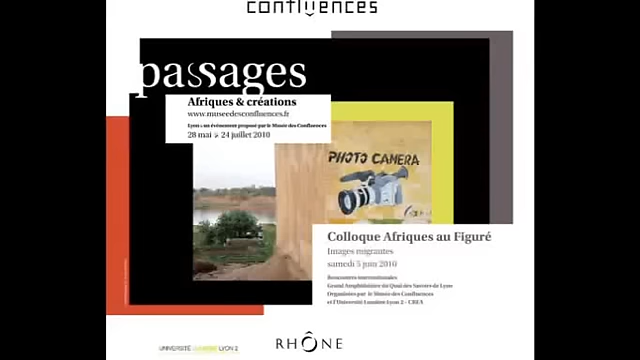 confluences
passages
Afriques & créations
www.museedesconfluences.fr
Lyon : un événement proposé par le Musée des Confluences
28 mai > 24 juillet 2010
PHOTO CAMERA
Colloque Afriques au Figuré
Images migrantes
samedi 5 juin 2010
Rencontres internationales
Grand Amphithéâtre du Quai des Savoirs de Lyon
Organisées par le Musée des Confluences
et l'Université Lumière Lyon 2 - CREA
UNIVERSITÉ LUMIÈRE LYON 2
RHÔNE